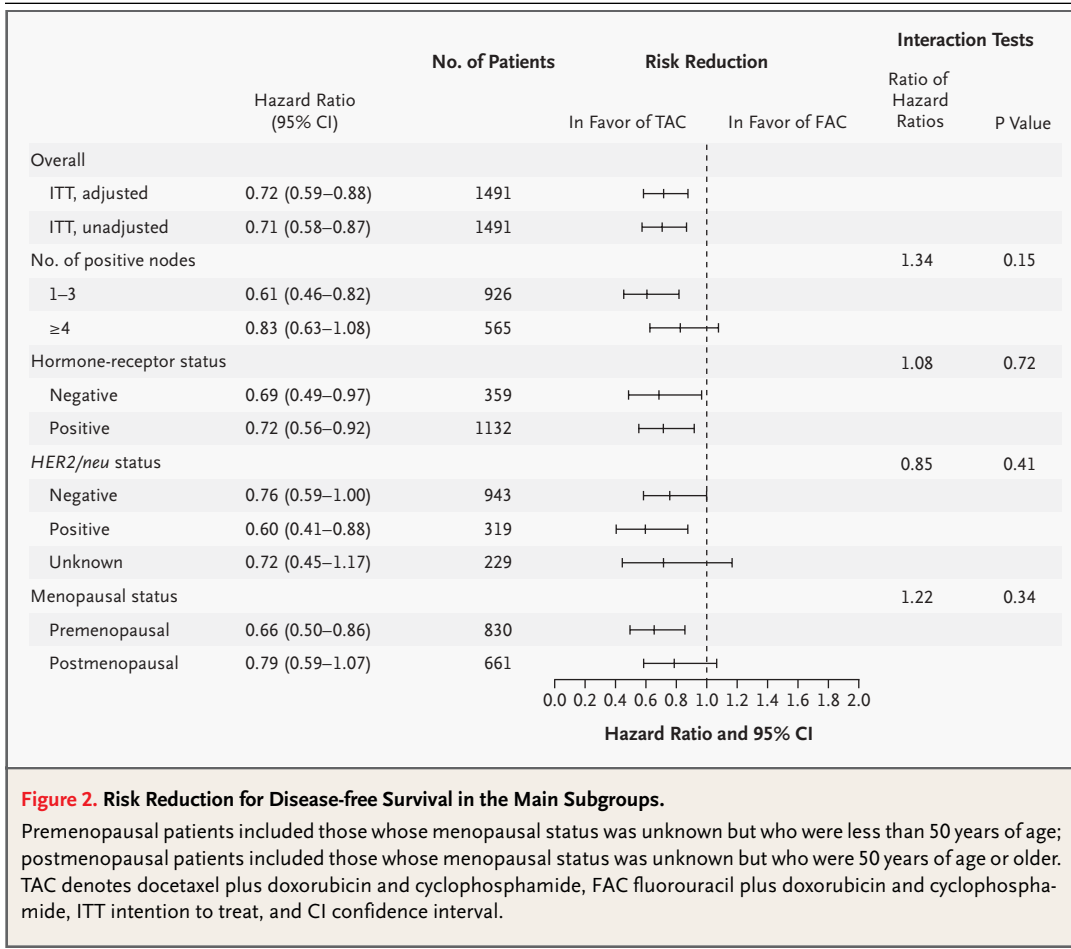 Interaction Tests
No. of Patients Risk Reduction
Hazard Ratio (95% CI) In Favor of TAC In Favor of FAC Ratio of Hazard Ratios P Value
Overall
ITT, adjusted 0.72 (0.59–0.88) 1491
ITT, unadjusted 0.71 (0.58–0.87) 1491
No. of positive nodes 1.34 0.15
1–3 0.61 (0.46–0.82) 926
≥4 0.83 (0.63–1.08) 565
Hormone-receptor status 1.08 0.72
Negative 0.69 (0.49–0.97) 359
Positive 0.72 (0.56–0.92) 1132
HER2/neu status 0.85 0.41
Negative 0.76 (0.59–1.00) 943
Positive 0.60 (0.41–0.88) 319
Unknown 0.72 (0.45–1.17) 229
Menopausal status 1.22 0.34
Premenopausal 0.66 (0.50–0.86) 830
Postmenopausal 0.79 (0.59–1.07) 661
0.0 0.2 0.4 0.6 0.8 1.0 1.2 1.4 1.6 1.8 2.0
Hazard Ratio and 95% CI
Figure 2. Risk Reduction for Disease-free Survival in the Main Subgroups.
Premenopausal patients included those whose menopausal status was unknown but who were less than 50 years of age;
postmenopausal patients included those whose menopausal status was unknown but who were 50 years of age or older.
TAC denotes docetaxel plus doxorubicin and cyclophosphamide, FAC fluorouracil plus doxorubicin and cyclophospha-
mide, ITT intention to treat, and CI confidence interval.